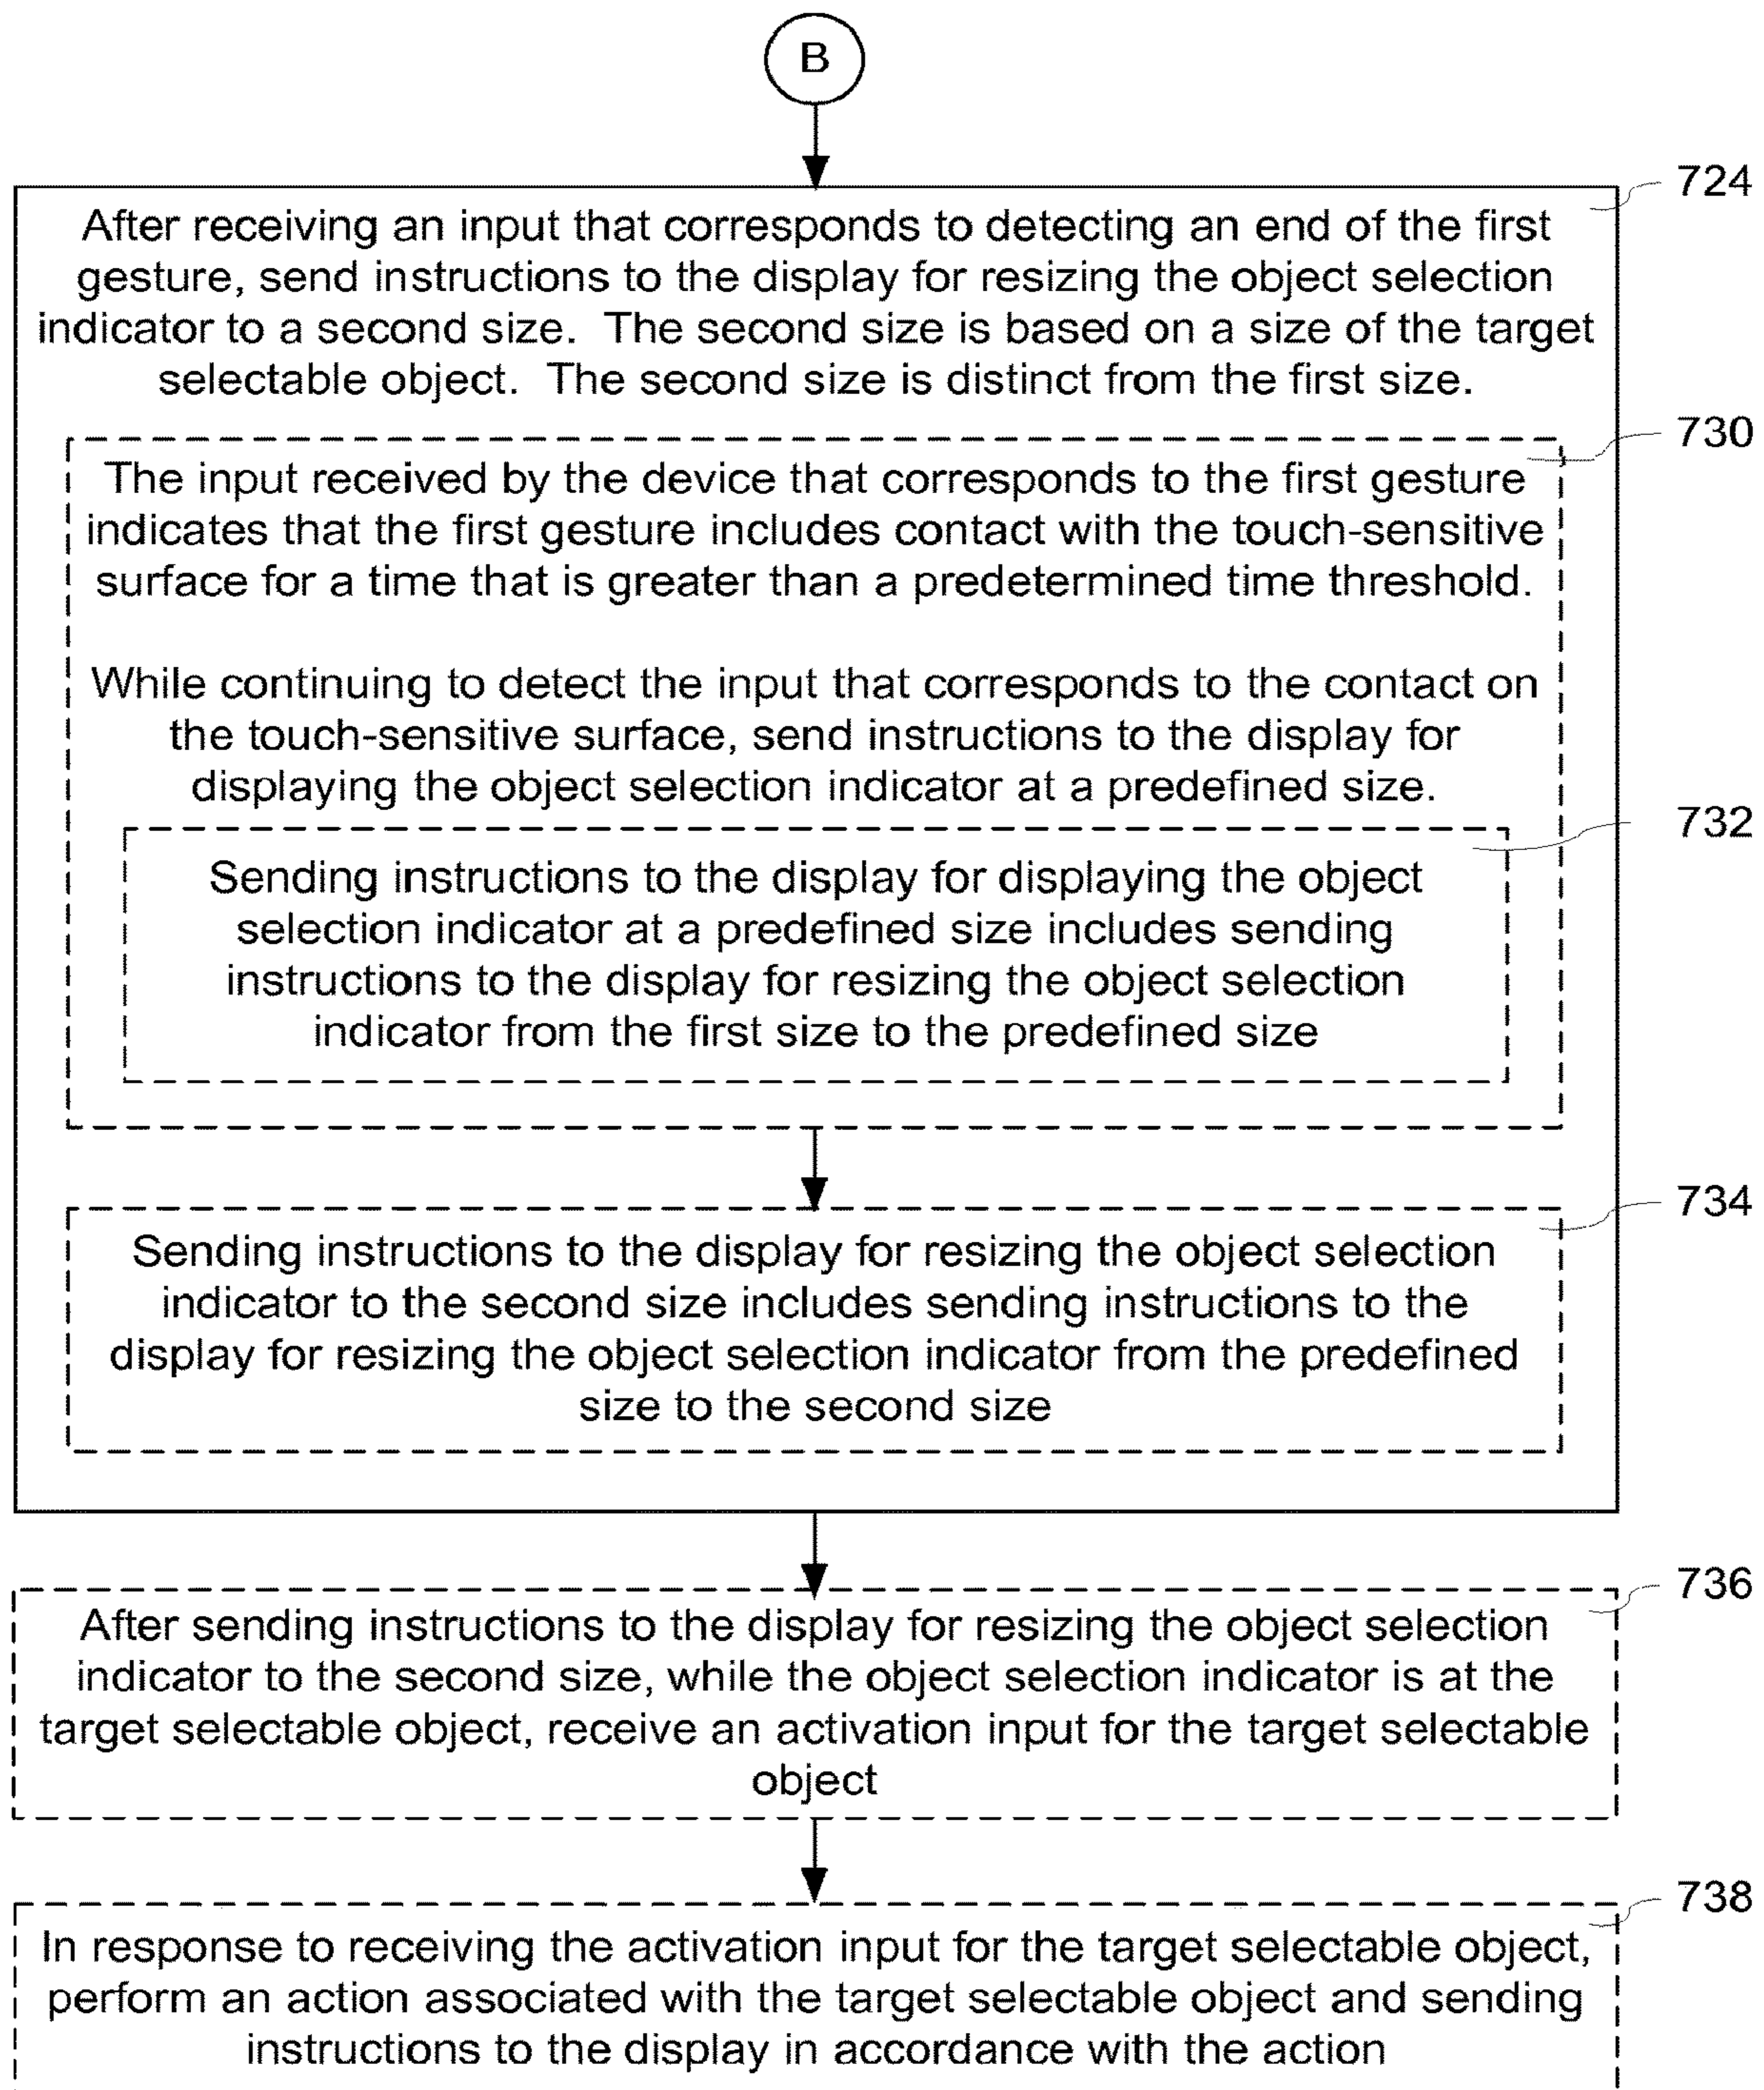 B
724
After receiving an input that corresponds to detecting an end of the first
gesture, send instructions to the display for resizing the object selection
indicator to a second size.  The second size is based on a size of the target
selectable object.  The second size is distinct from the first size.
730
The input received by the device that corresponds to the first gesture
indicates that the first gesture includes contact with the touch-sensitive
surface for a time that is greater than a predetermined time threshold.
While continuing to detect the input that corresponds to the contact on
the touch-sensitive surface, send instructions to the display for
displaying the object selection indicator at a predefined size.
732
Sending instructions to the display for displaying the object
selection indicator at a predefined size includes sending
instructions to the display for resizing the object selection
indicator from the first size to the predefined size
734
Sending instructions to the display for resizing the object selection
indicator to the second size includes sending instructions to the
display for resizing the object selection indicator from the predefined
size to the second size
736
After sending instructions to the display for resizing the object selection
indicator to the second size, while the object selection indicator is at the
target selectable object, receive an activation input for the target selectable
object
738
In response to receiving the activation input for the target selectable object,
perform an action associated with the target selectable object and sending
instructions to the display in accordance with the action